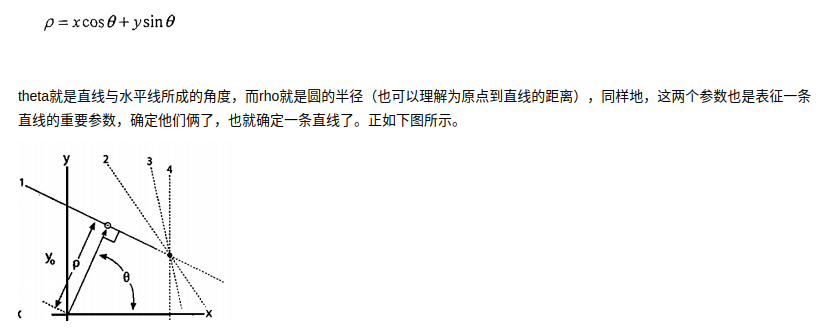 ρ = x cos θ + y sin θ
theta就是直线与水平线所成的角度，而rho就是圆的半径（也可以理解为原点到直线的距离），同样地，这两个参数也是表征一条
直线的重要参数，确定他们俩了，也就确定一条直线了。正如下图所示。
y 2 3 4
1
y₀ ρ θ
x